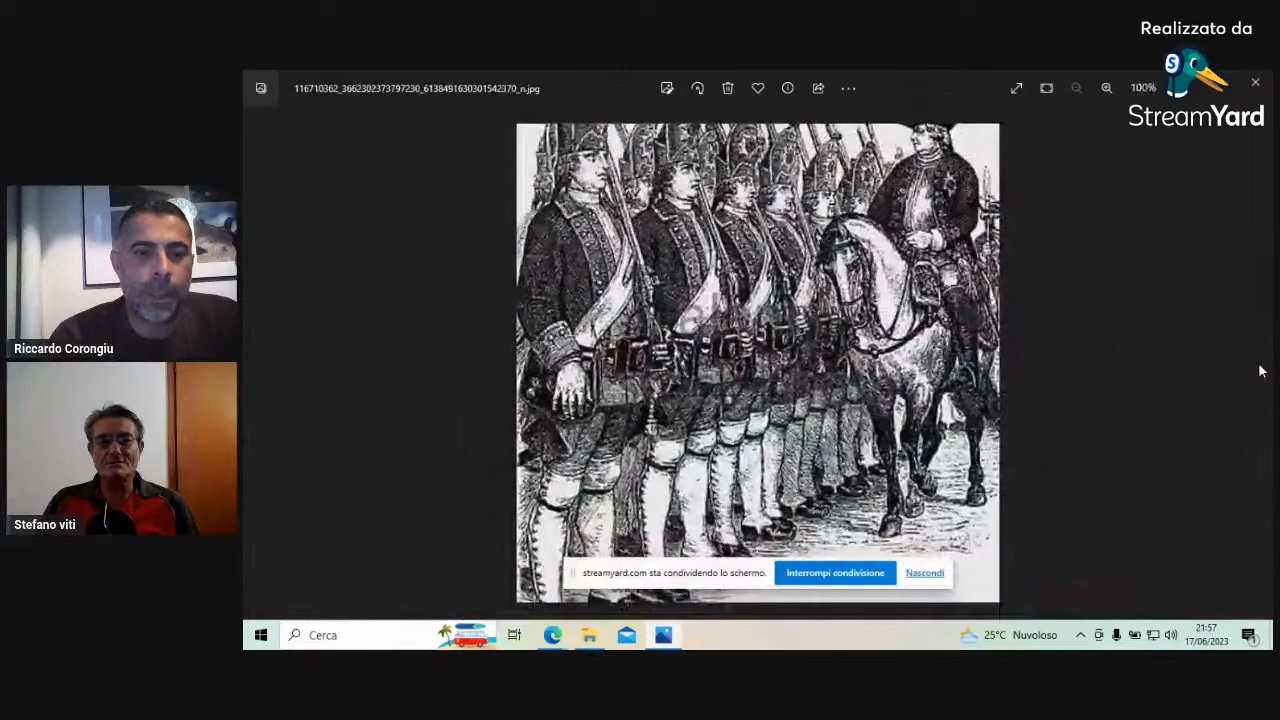 Realizzato da
StreamYard
116710362_3662302373797230_6138491630301542370_n.jpg
100%
Riccardo Corongiu
Stefano viti
streamyard.com sta condividendo lo schermo.
Interrompi condivisione
Nascondi
Cerca
25°C Nuvoloso
21:57
17/06/2023